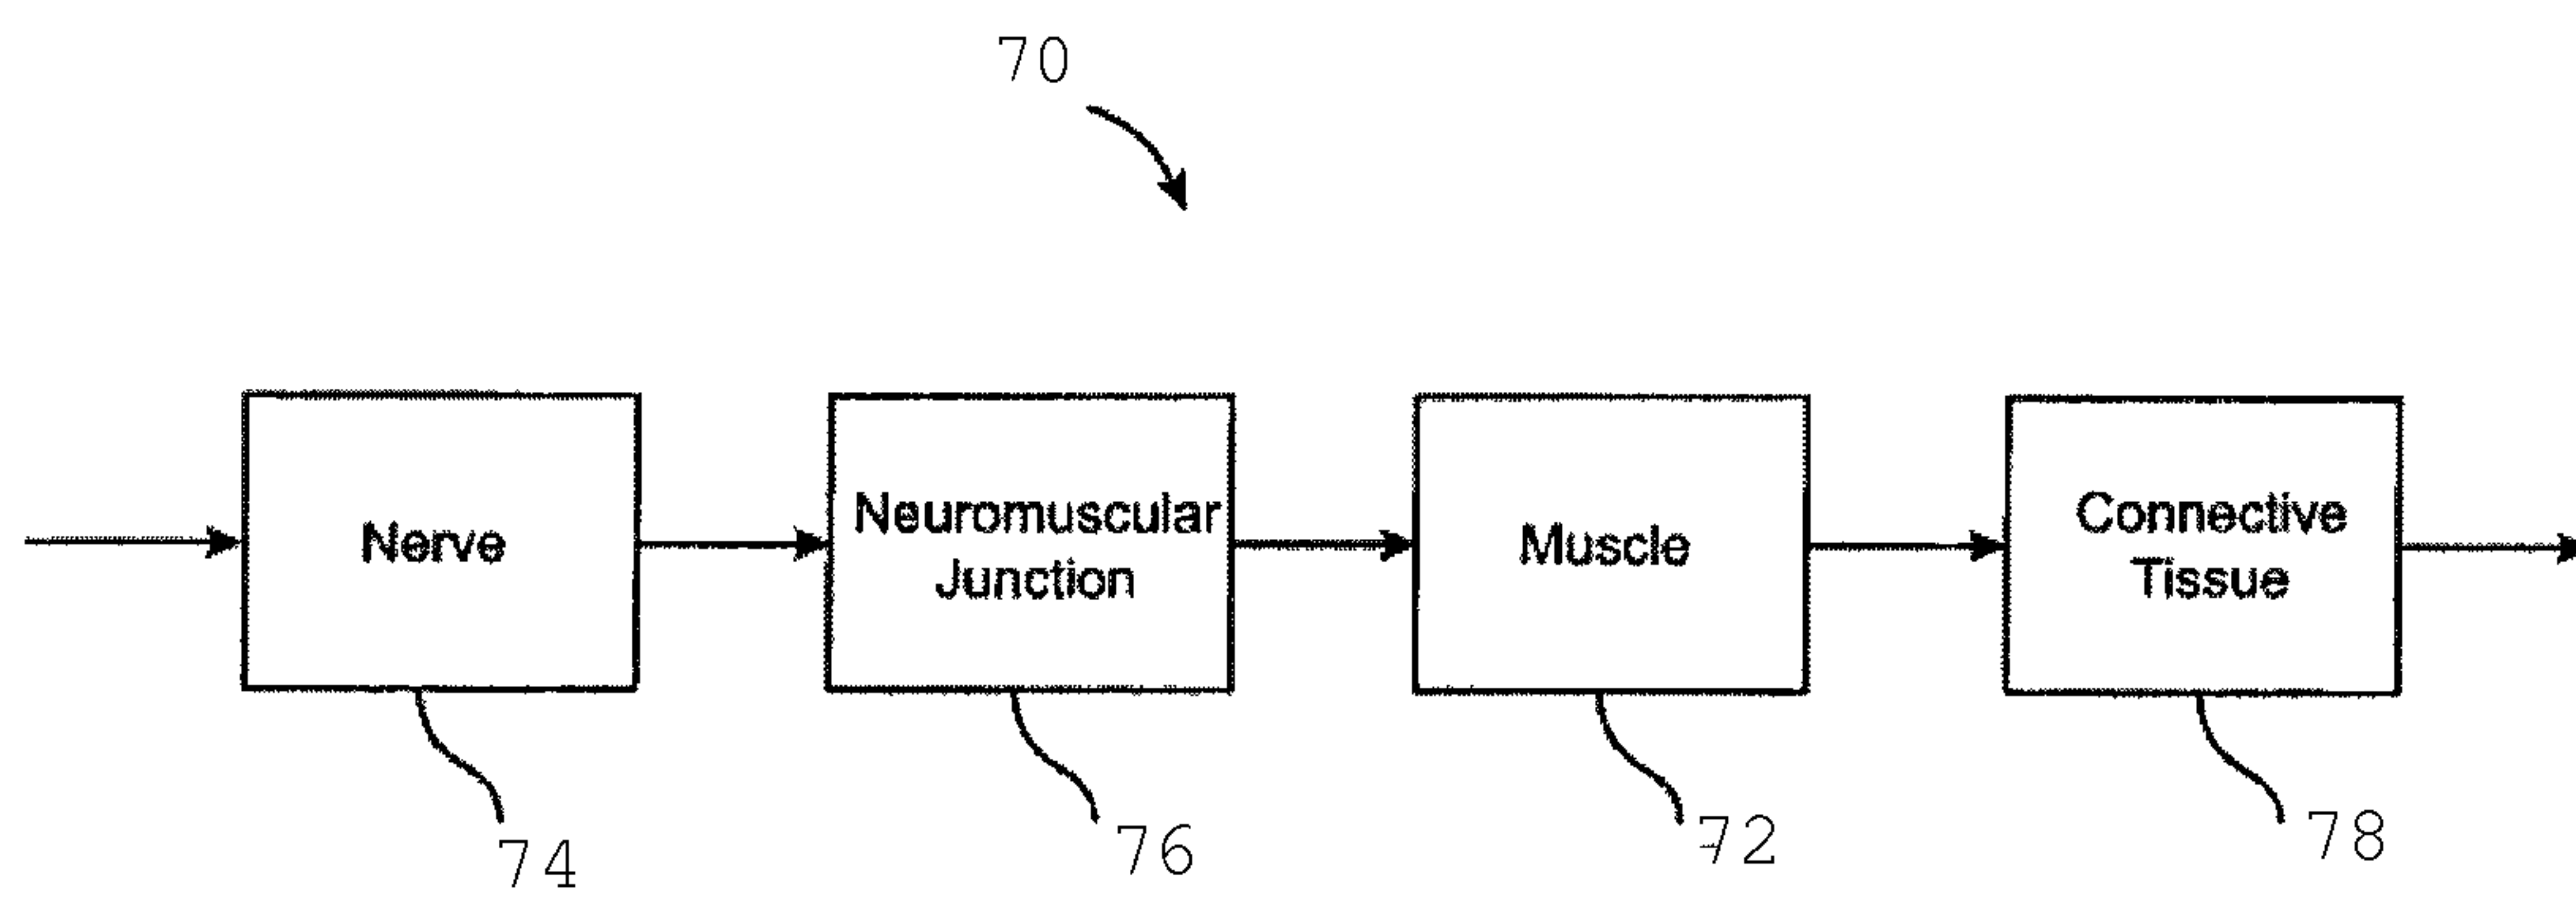 70
Nerve
Neuromuscular
Junction
Muscle
Connective
Tissue
74
76
72
78